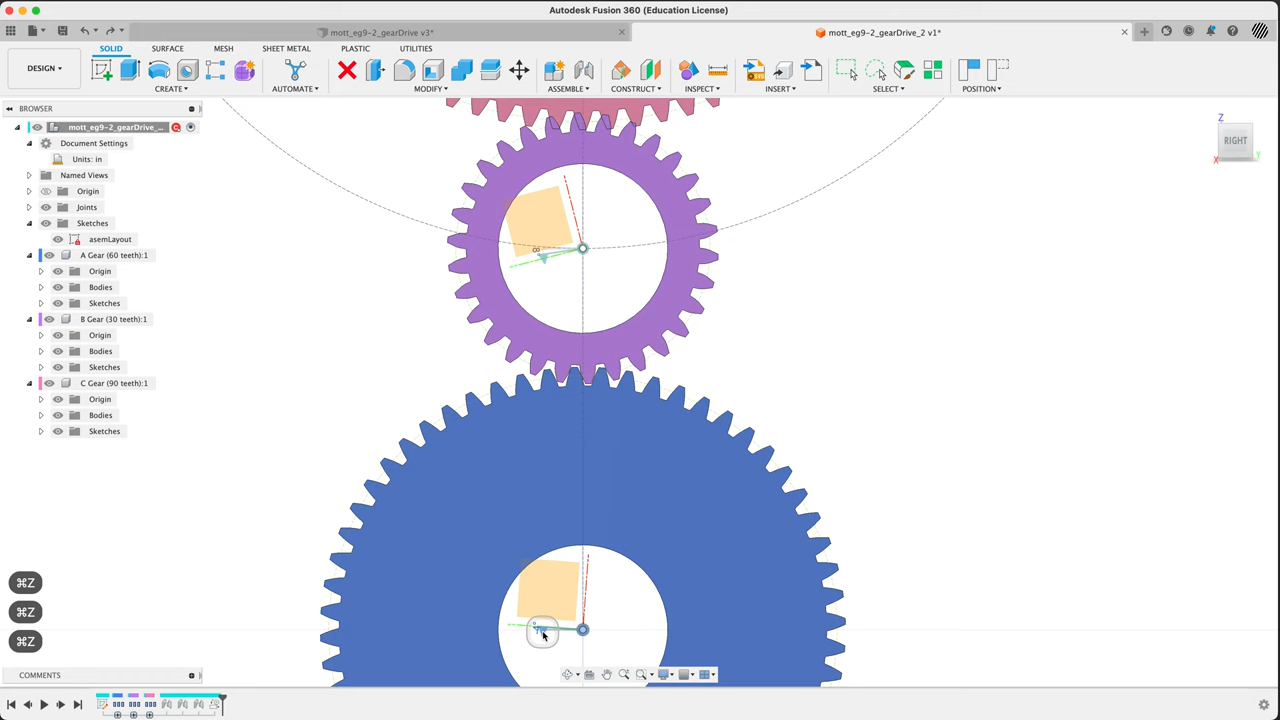 Autodesk Fusion 360 (Education License)
mott_eg9-2_gearDrive v3*
mott_eg9-2_gearDrive_2 v1*
SOLID SURFACE MESH SHEET METAL PLASTIC UTILITIES
DESIGN
CREATE AUTOMATE MODIFY ASSEMBLE CONSTRUCT INSPECT INSERT SELECT POSITION
BROWSER
mott_eg9-2_gearDrive_...
Document Settings
Units: in
Named Views
Origin
Joints
Sketches
asemLayout
A Gear (60 teeth):1
Origin
Bodies
Sketches
B Gear (30 teeth):1
Origin
Bodies
Sketches
C Gear (90 teeth):1
Origin
Bodies
Sketches
Z
RIGHT
X
Y
⌘Z
⌘Z
⌘Z
COMMENTS